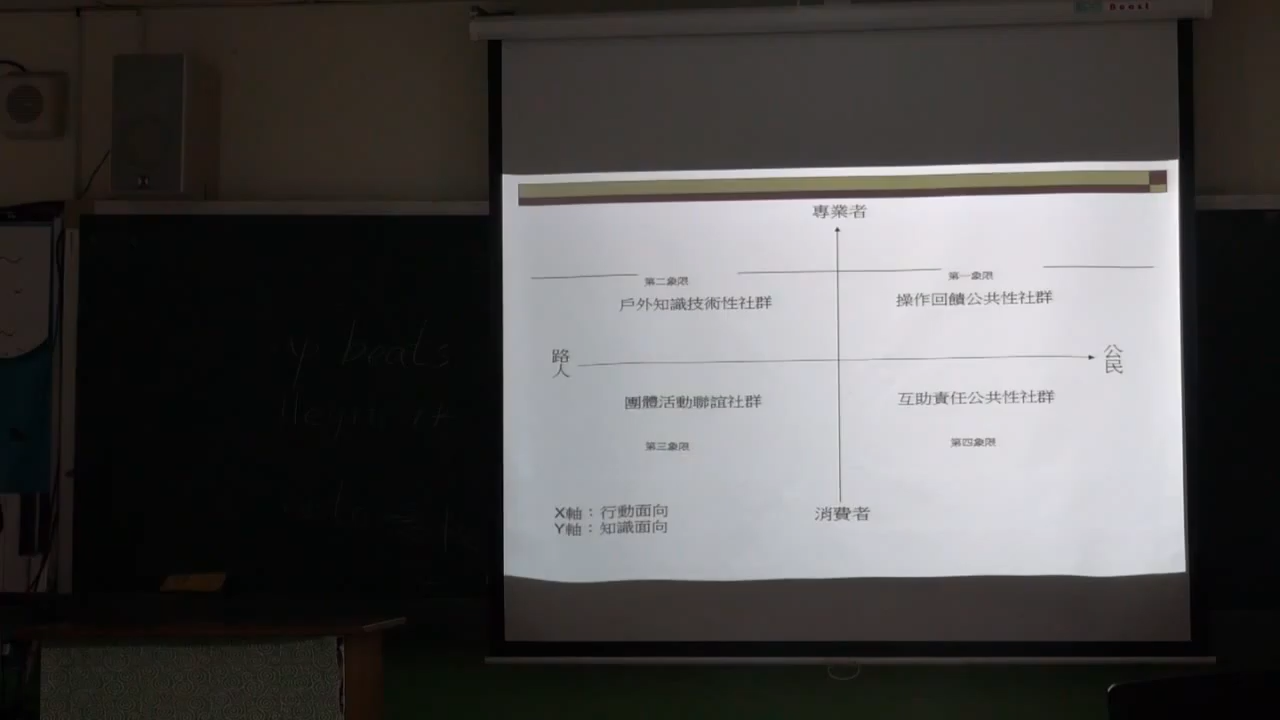 專業者
第二象限
第一象限
戶外知識技術性社群
操作回饋公共性社群
路人
公民
團體活動聯誼社群
互助責任公共性社群
第三象限
第四象限
X軸：行動面向
Y軸：知識面向
消費者
beats